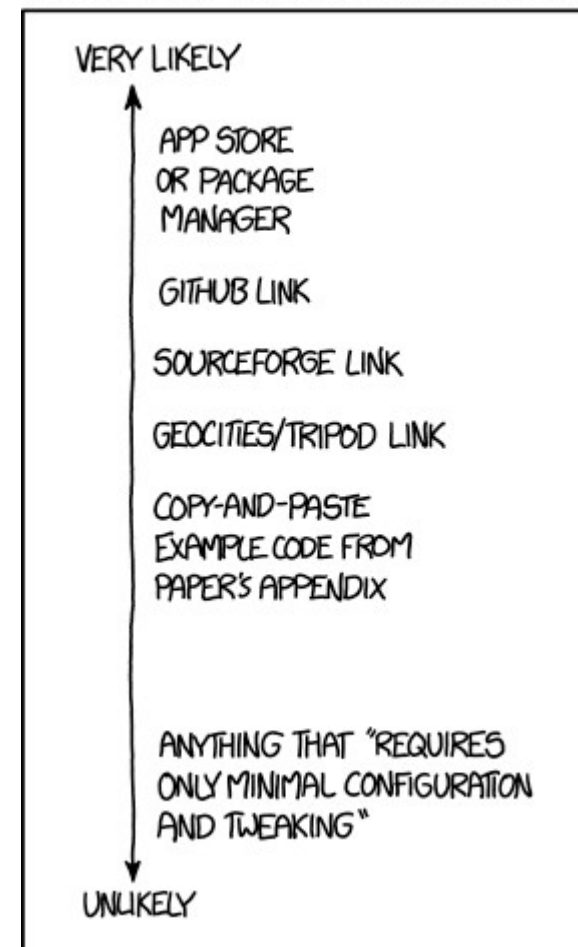 VERY LIKELY
APP STORE
OR PACKAGE
MANAGER
GITHUB LINK
SOURCEFORGE LINK
GEOCITIES/TRIPOD LINK
COPY-AND-PASTE
EXAMPLE CODE FROM
PAPER'S APPENDIX
ANYTHING THAT "REQUIRES
ONLY MINIMAL CONFIGURATION
AND TWEAKING"
UNLIKELY